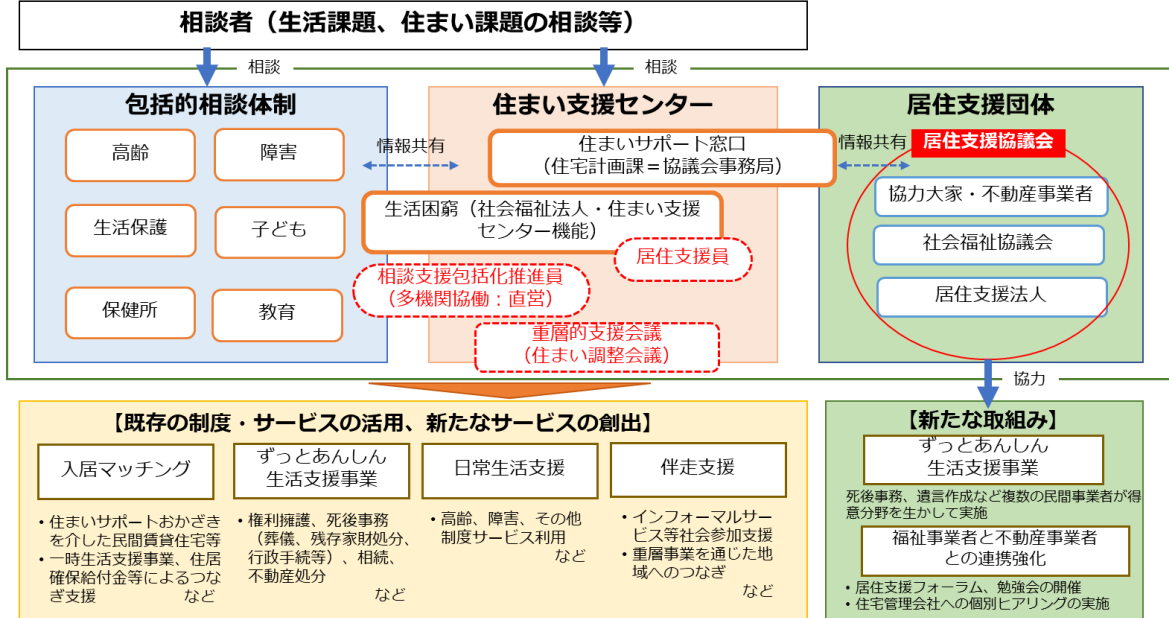 相談者（生活課題、住まい課題の相談等）
相談
相談
包括的相談体制
高齢
障害
生活保護
子ども
保健所
教育
情報共有
住まい支援センター
住まいサポート窓口
（住宅計画課＝協議会事務局）
生活困窮（社会福祉法人・住まい支援
センター機能）
居住支援員
相談支援包括化推進員
（多機関協働：直営）
重層的支援会議
（住まい調整会議）
情報共有
居住支援団体
居住支援協議会
協力大家・不動産事業者
社会福祉協議会
居住支援法人
協力
【既存の制度・サービスの活用、新たなサービスの創出】
入居マッチング
• 住まいサポートおかざき
を介した民間賃貸住宅等
• 一時生活支援事業、住居
確保給付金等によるつな
ぎ支援 など
ずっとあんしん
生活支援事業
• 権利擁護、死後事務
（葬儀、残存家財処分、
行政手続等）、相続、
不動産処分
など
日常生活支援
• 高齢、障害、その他
制度サービス利用
など
伴走支援
• インフォーマルサー
ビス等社会参加支援
• 重層事業を通じた地
域へのつなぎ
など
【新たな取組み】
ずっとあんしん
生活支援事業
死後事務、遺言作成など複数の民間事業者が得
意分野を生かして実施
福祉事業者と不動産事業者
との連携強化
• 居住支援フォーラム、勉強会の開催
• 住宅管理会社への個別ヒアリングの実施